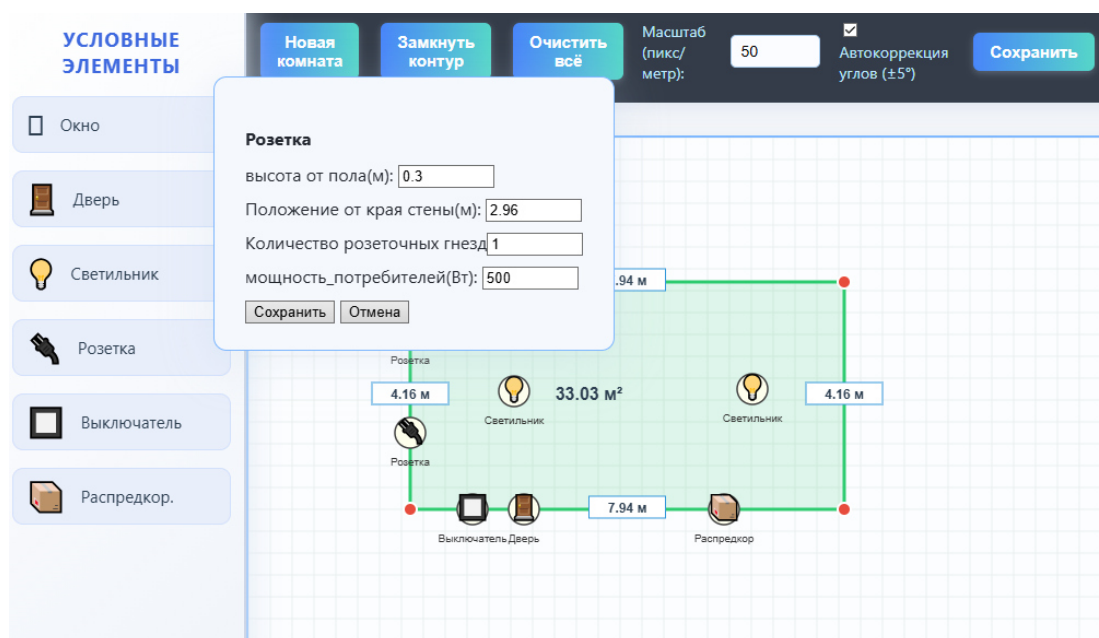 УСЛОВНЫЕ
ЭЛЕМЕНТЫ
Окно
Дверь
Светильник
Розетка
Выключатель
Распредкор.
Новая
комната
Замкнуть
контур
Очистить
всё
Масштаб
(пикс/
метр):
50
Автокоррекция
углов (±5°)
Сохранить
Розетка
высота от пола(м): 0.3
Положение от края стены(м): 2.96
Количество розеточных гнезд 1
мощность_потребителей(Вт): 500
Сохранить Отмена
.94 м
Розетка
4.16 м
33.03 м²
4.16 м
Светильник
Светильник
Розетка
7.94 м
Выключатель Дверь
Распредкор